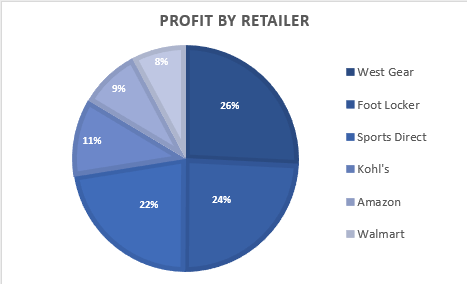 PROFIT BY RETAILER
8%
9%
26%
11%
22%
24%
West Gear
Foot Locker
Sports Direct
Kohl's
Amazon
Walmart